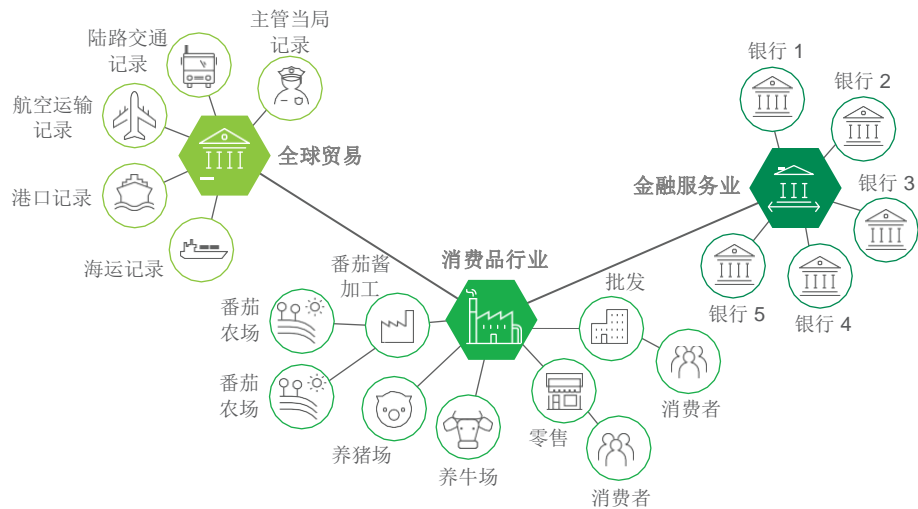 陆路交通
记录
主管当局
记录
航空运输
记录
全球贸易
港口记录
海运记录
银行 1
银行 2
金融服务业
银行 3
银行 5
银行 4
消费品行业
番茄酱
加工
批发
番茄
农场
番茄
农场
养猪场
养牛场
零售
消费者
消费者